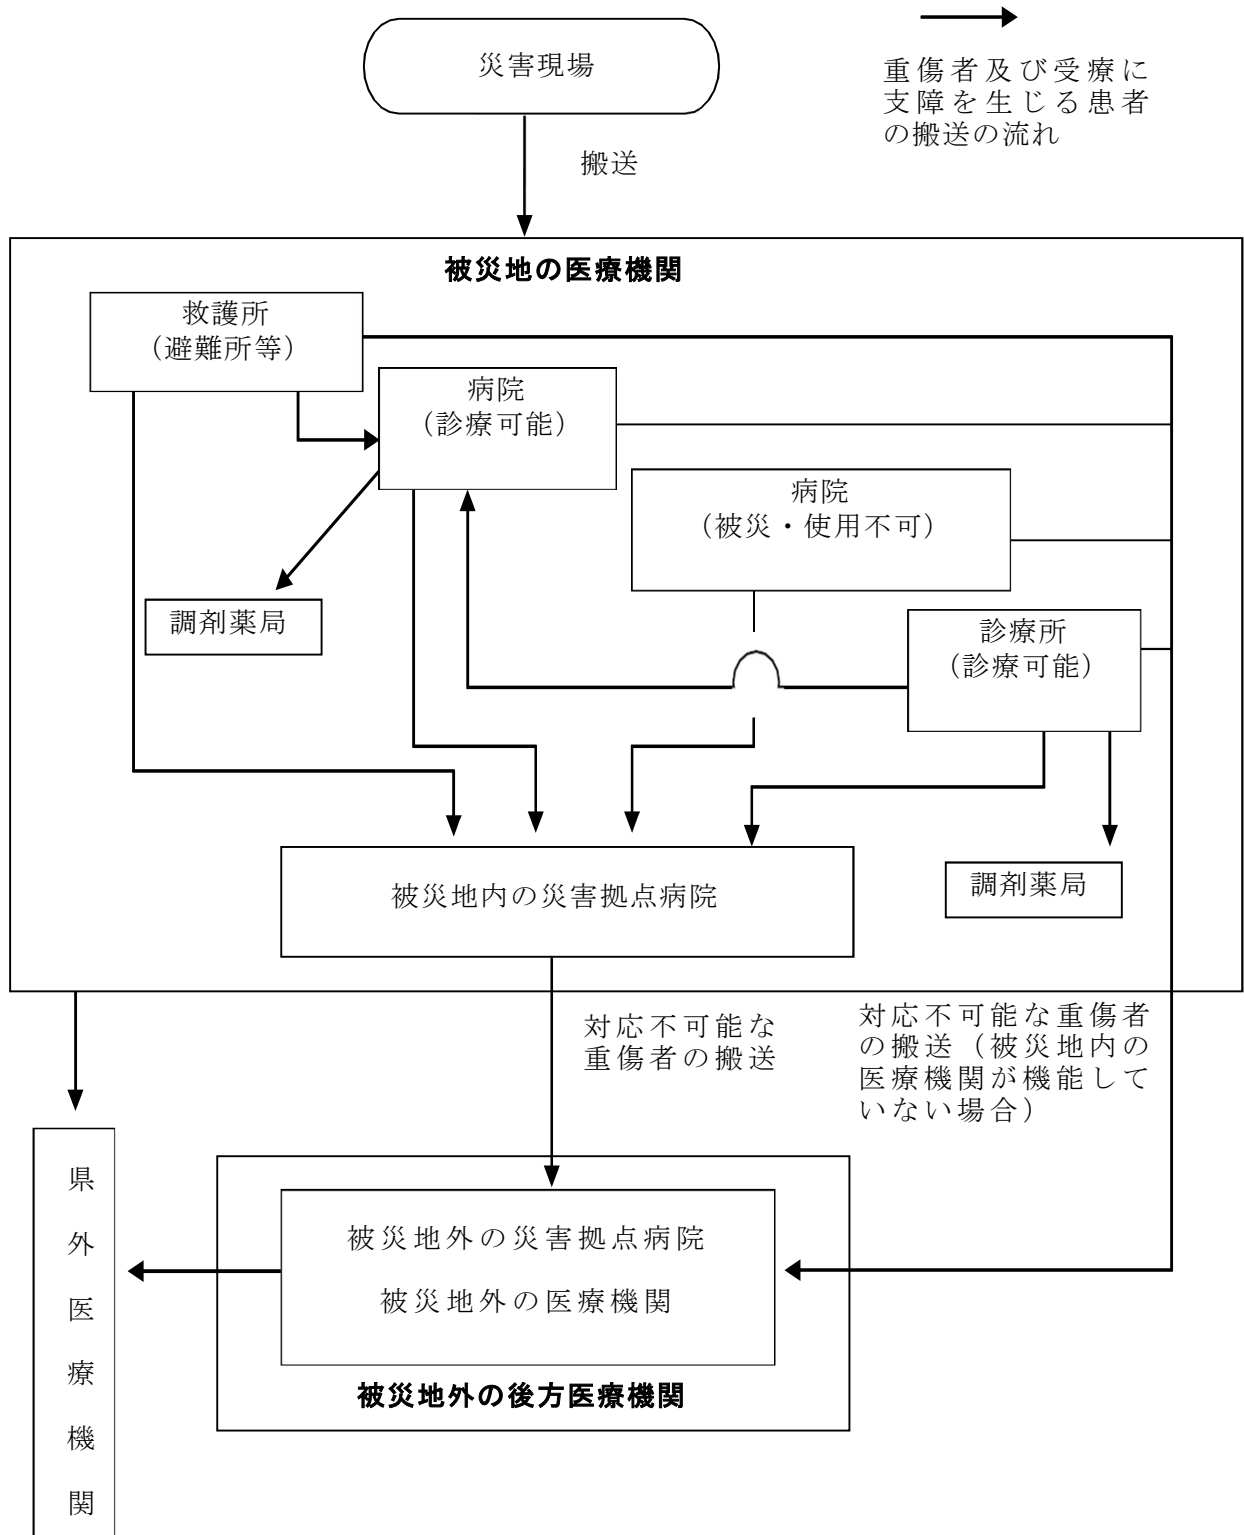 災害現場
重傷者及び受療に
支障を生じる患者
の搬送の流れ
搬送
被災地の医療機関
救護所
（避難所等）
病院
（診療可能）
病院
（被災・使用不可）
調剤薬局
診療所
（診療可能）
被災地内の災害拠点病院
調剤薬局
対応不可能な
重傷者の搬送
対応不可能な重傷者
の搬送（被災地内の
医療機関が機能して
いない場合）
県外医療機関
被災地外の災害拠点病院
被災地外の医療機関
被災地外の後方医療機関